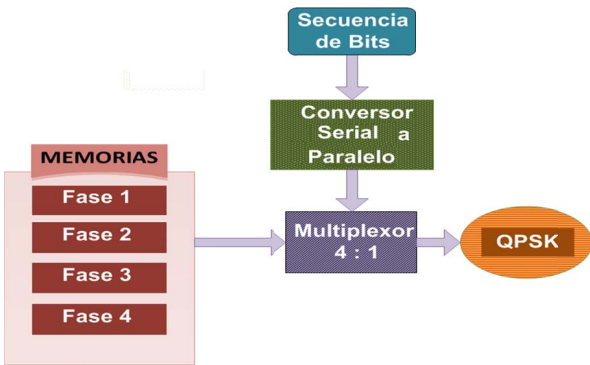 Secuencia
de Bits
Conversor
Serial a
Paralelo
MEMORIAS
Fase 1
Fase 2
Fase 3
Fase 4
Multiplexor
4 : 1
QPSK